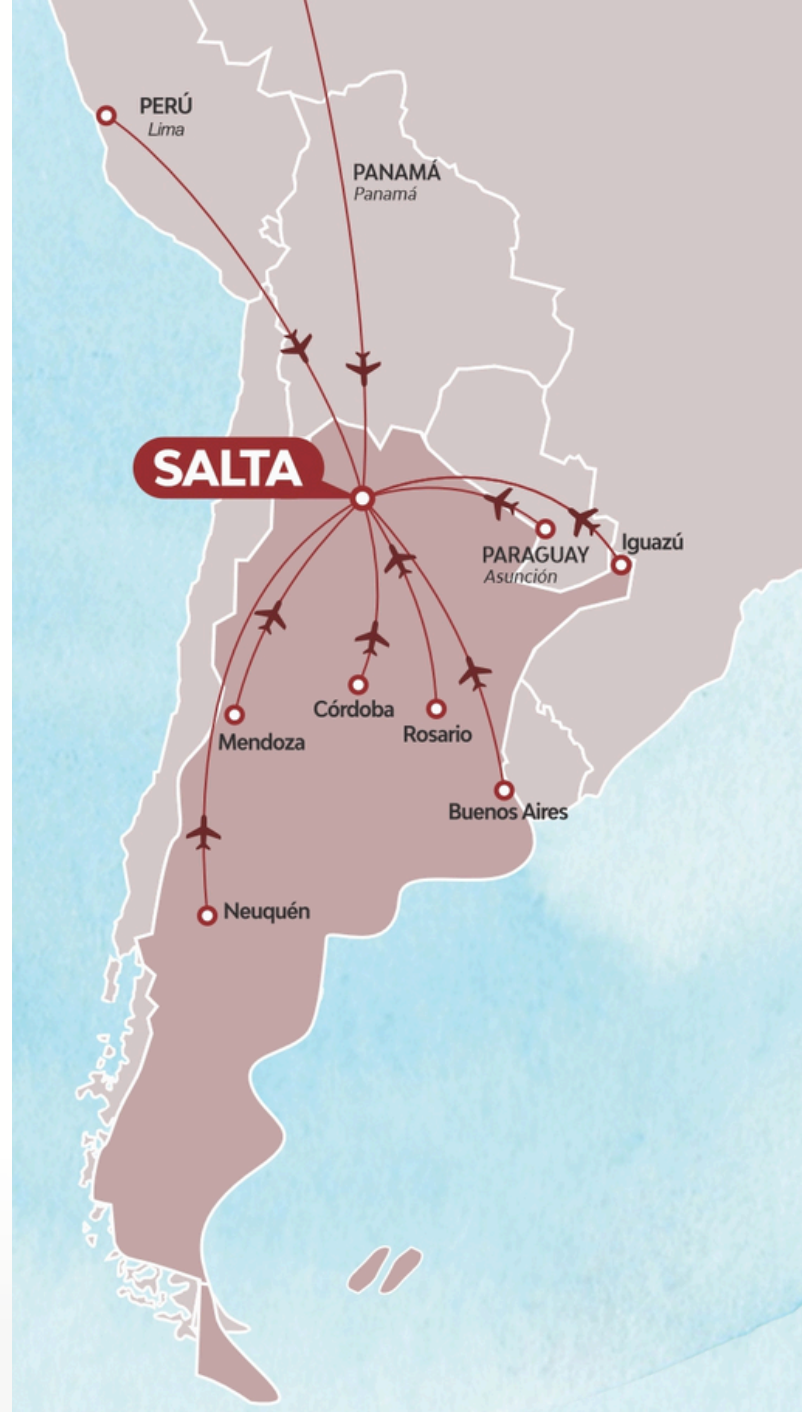 PERÚ
Lima
PANAMÁ
Panamá
SALTA
Iguazú
PARAGUAY
Asunción
Córdoba
Rosario
Mendoza
Buenos Aires
Neuquén